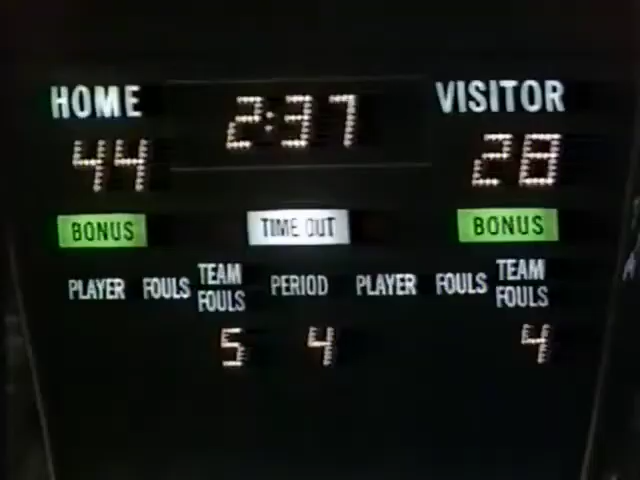 HOME 2:37 VISITOR
44 28
BONUS TIME OUT BONUS
PLAYER FOULS TEAM FOULS PERIOD PLAYER FOULS TEAM FOULS
5 4 4